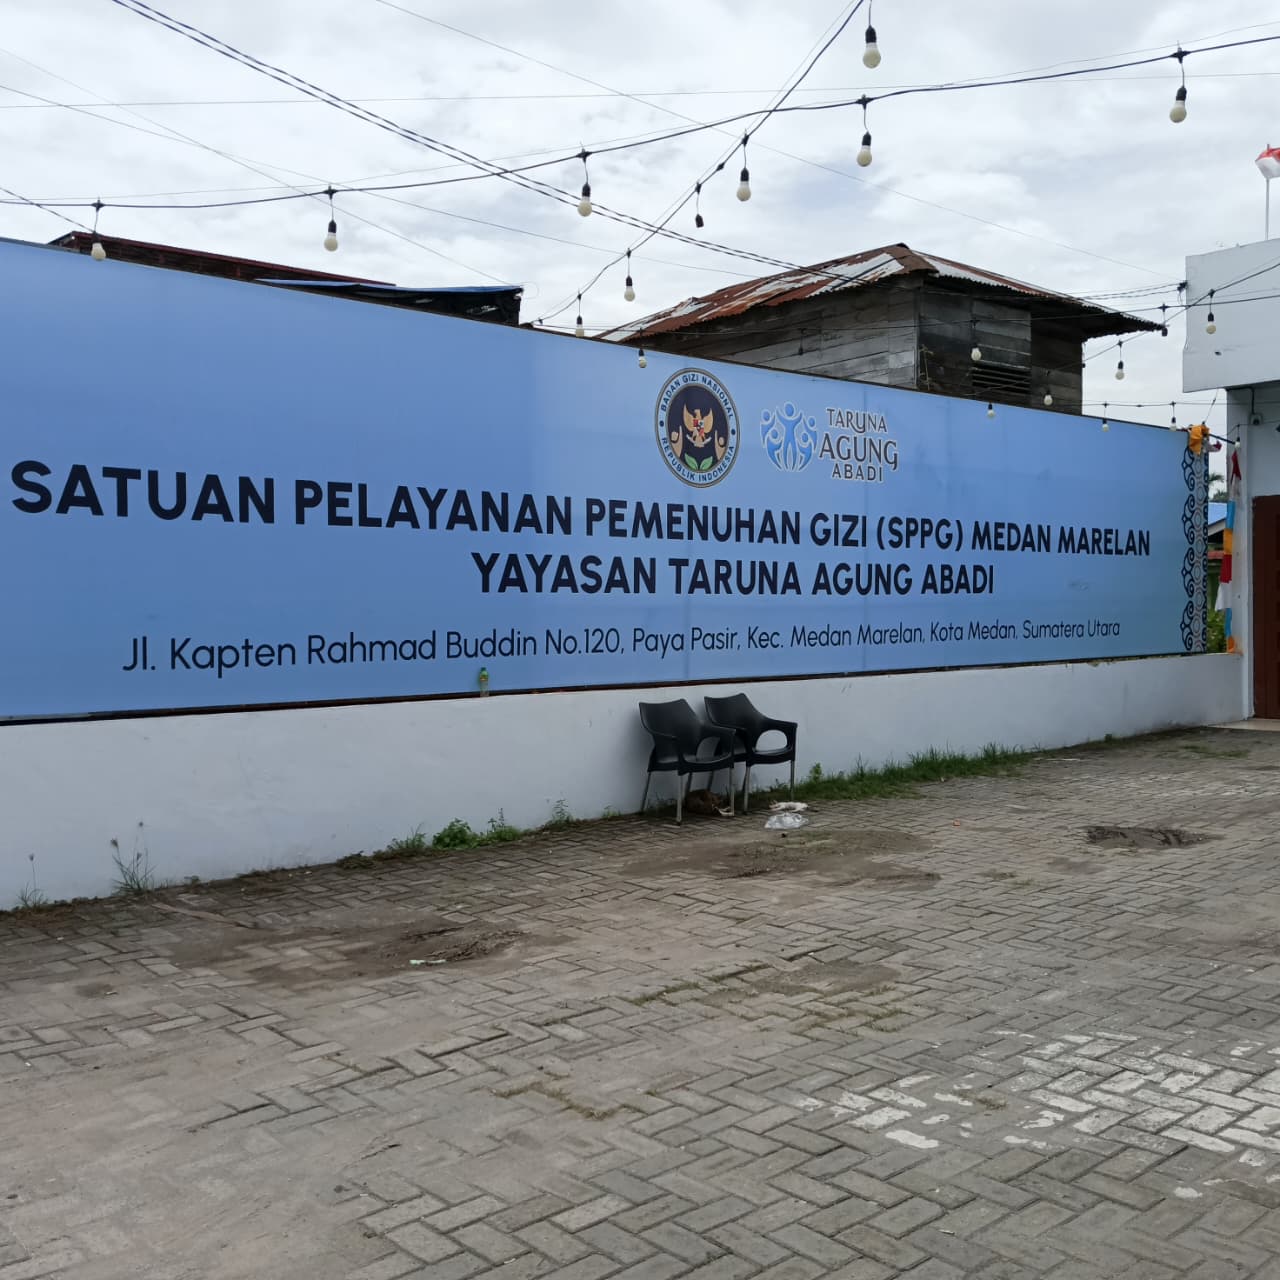 BADAN GIZI NASIONAL
REPUBLIK INDONESIA
TARUNA
AGUNG
ABADI
SATUAN PELAYANAN PEMENUHAN GIZI (SPPG) MEDAN MARELAN
YAYASAN TARUNA AGUNG ABADI
Jl. Kapten Rahmad Buddin No.120, Paya Pasir, Kec. Medan Marelan, Kota Medan, Sumatera Utara